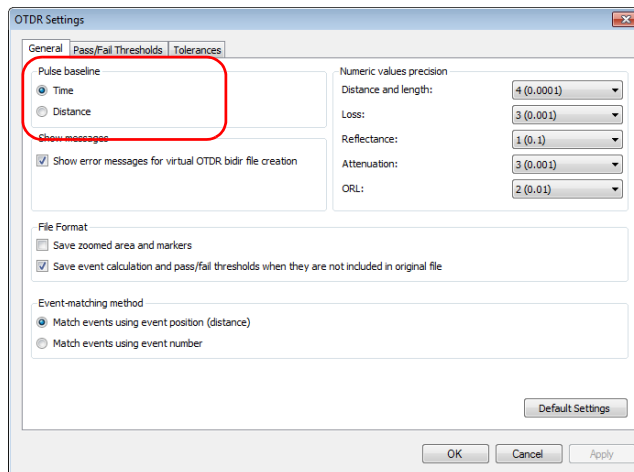 OTDR Settings
General Pass/Fail Thresholds Tolerances
Pulse baseline
Time
Distance
Show messages
Show error messages for virtual OTDR bidir file creation
Numeric values precision
Distance and length: 4 (0.0001)
Loss: 3 (0.001)
Reflectance: 1 (0.1)
Attenuation: 3 (0.001)
ORL: 2 (0.01)
File Format
Save zoomed area and markers
Save event calculation and pass/fail thresholds when they are not included in original file
Event-matching method
Match events using event position (distance)
Match events using event number
Default Settings
OK Cancel Apply